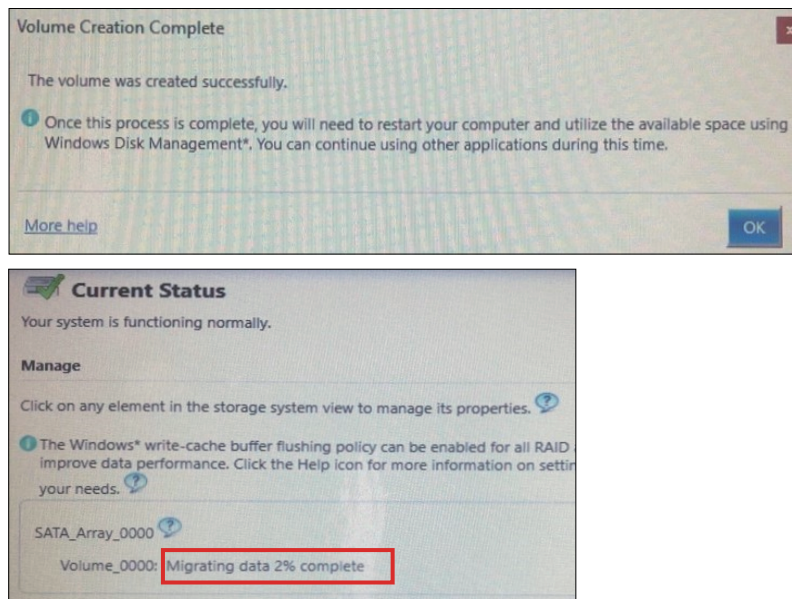 Volume Creation Complete
The volume was created successfully.
Once this process is complete, you will need to restart your computer and utilize the available space using
Windows Disk Management*. You can continue using other applications during this time.
More help
OK
Current Status
Your system is functioning normally.
Manage
Click on any element in the storage system view to manage its properties.
The Windows* write-cache buffer flushing policy can be enabled for all RAID
improve data performance. Click the Help icon for more information on
your needs.
SATA_Array_0000
Volume_0000: Migrating data 2% complete